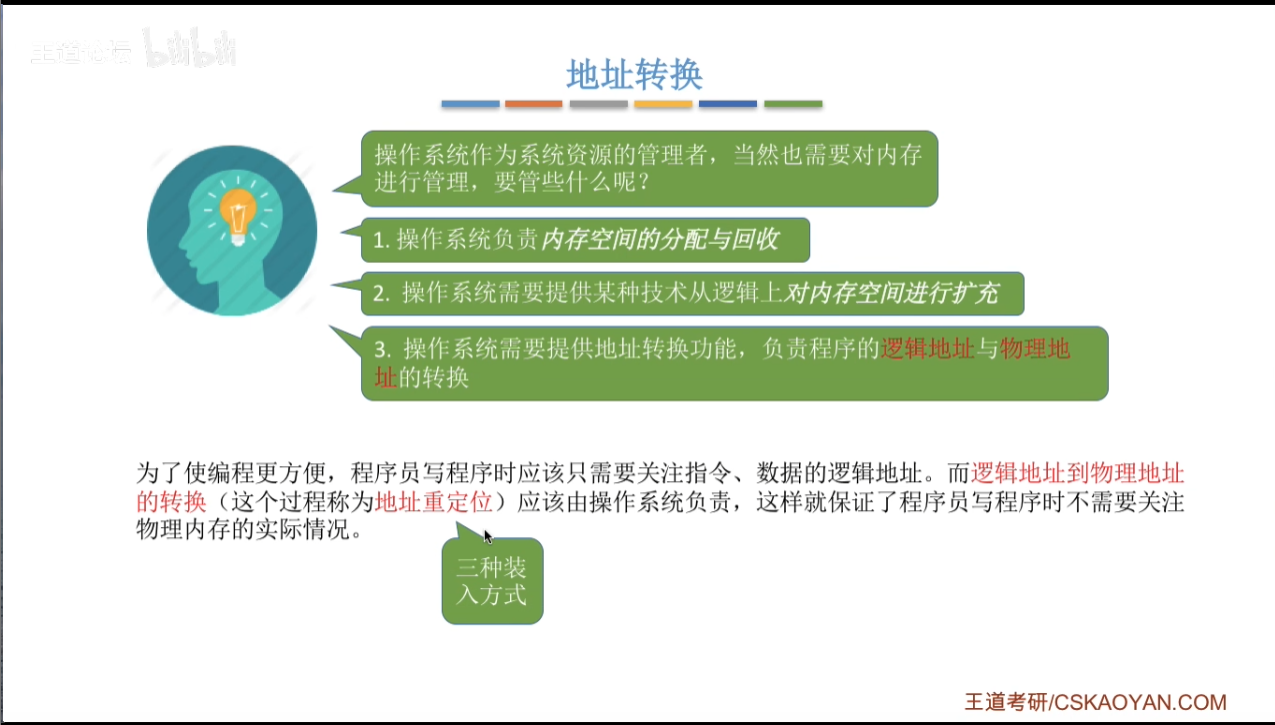 王道论坛 bilibili
地址转换
操作系统作为系统资源的管理者，当然也需要对内存
进行管理，要管些什么呢？
1. 操作系统负责内存空间的分配与回收
2. 操作系统需要提供某种技术从逻辑上对内存空间进行扩充
3. 操作系统需要提供地址转换功能，负责程序的逻辑地址与物理地
址的转换
为了使编程更方便，程序员写程序时应该只需要关注指令、数据的逻辑地址。而逻辑地址到物理地址
的转换（这个过程称为地址重定位）应该由操作系统负责，这样就保证了程序员写程序时不需要关注
物理内存的实际情况。
三种装
入方式
王道考研/CSKAOYAN.COM